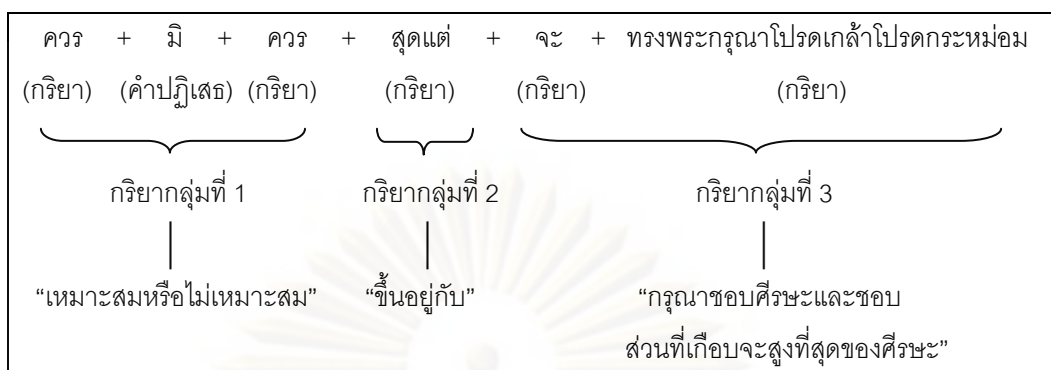 ควร + มิ + ควร + สุดแต่ + จะ + ทรงพระกรุณาโปรดเกล้าโปรดกระหม่อม
(กริยา) (คำปฏิเสธ) (กริยา) (กริยา) (กริยา) (กริยา)
กริยากลุ่มที่ 1 กริยากลุ่มที่ 2 กริยากลุ่มที่ 3
“เหมาะสมหรือไม่เหมาะสม” “ขึ้นอยู่กับ” “กรุณาชอบศีรษะและชอบ
ส่วนที่เกือบจะสูงที่สุดของศีรษะ”